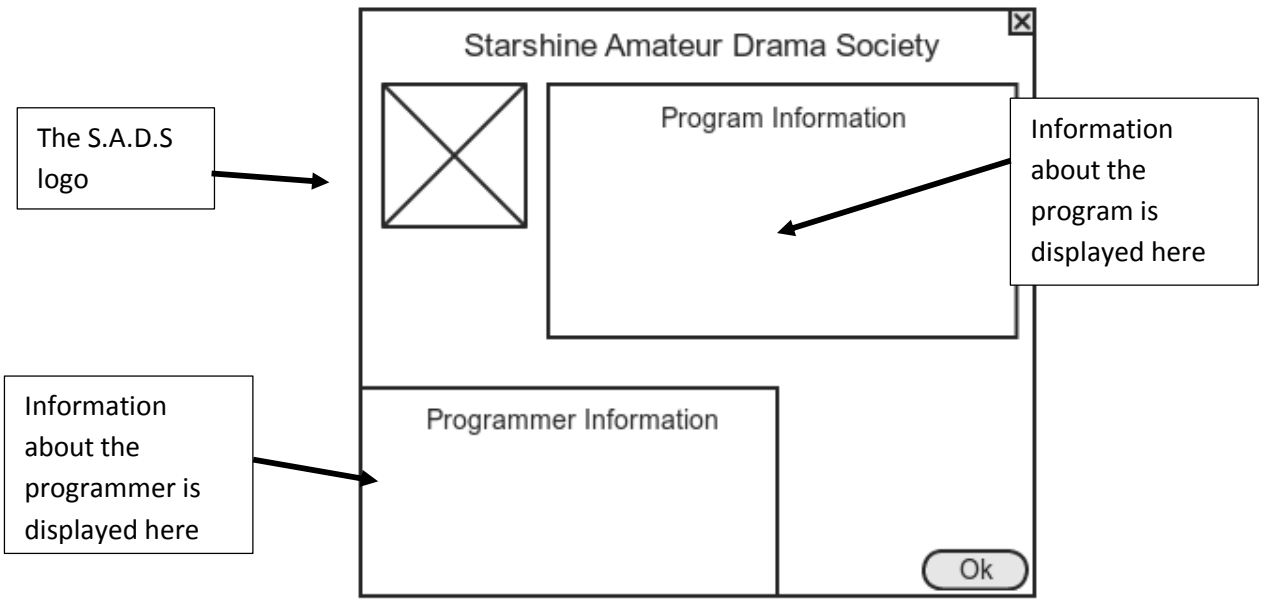 Starshine Amateur Drama Society
The S.A.D.S
logo
Program Information
Information
about the
program is
displayed here
Information
about the
programmer is
displayed here
Programmer Information
Ok